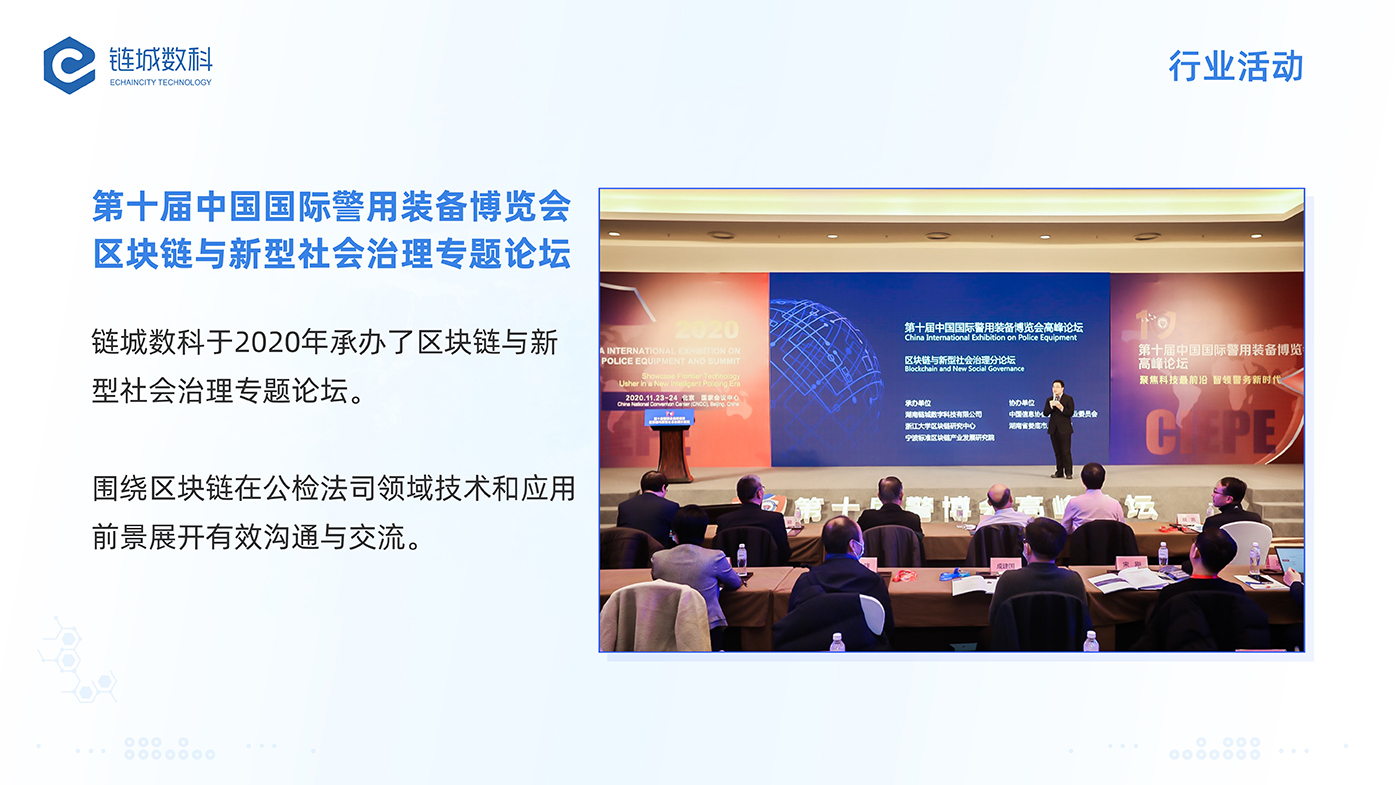 链城数科
ECHAINCITY TECHNOLOGY
行业活动
第十届中国国际警用装备博览会
区块链与新型社会治理专题论坛
链城数科于2020年承办了区块链与新
型社会治理专题论坛。
围绕区块链在公检法司领域技术和应用
前景展开有效沟通与交流。
2020
A INTERNATIONAL EXHIBITION ON
POLICE EQUIPMENT AND SUMMIT
Showcase Frontier Technology
Usher in a New Intelligent Policing Era
2020.11.23-24 北京 国家会议中心
China National Convention Center (CNCC), Beijing, China
第十届中国国际警用装备博览会高峰论坛
China International Exhibition on Police Equipment
区块链与新型社会治理分论坛
Blockchain and New Social Governance
承办单位
湖南链城数字科技有限公司
浙江大学区块链研究中心
宁波标准区块链产业发展研究院
协办单位
中国信息协 业委员会
湖南省娄底市
第十届中国国际警用装备博览
高峰论坛
聚焦科技最前沿 智领警务新时代
CIEPE
第十届警博会高峰论坛